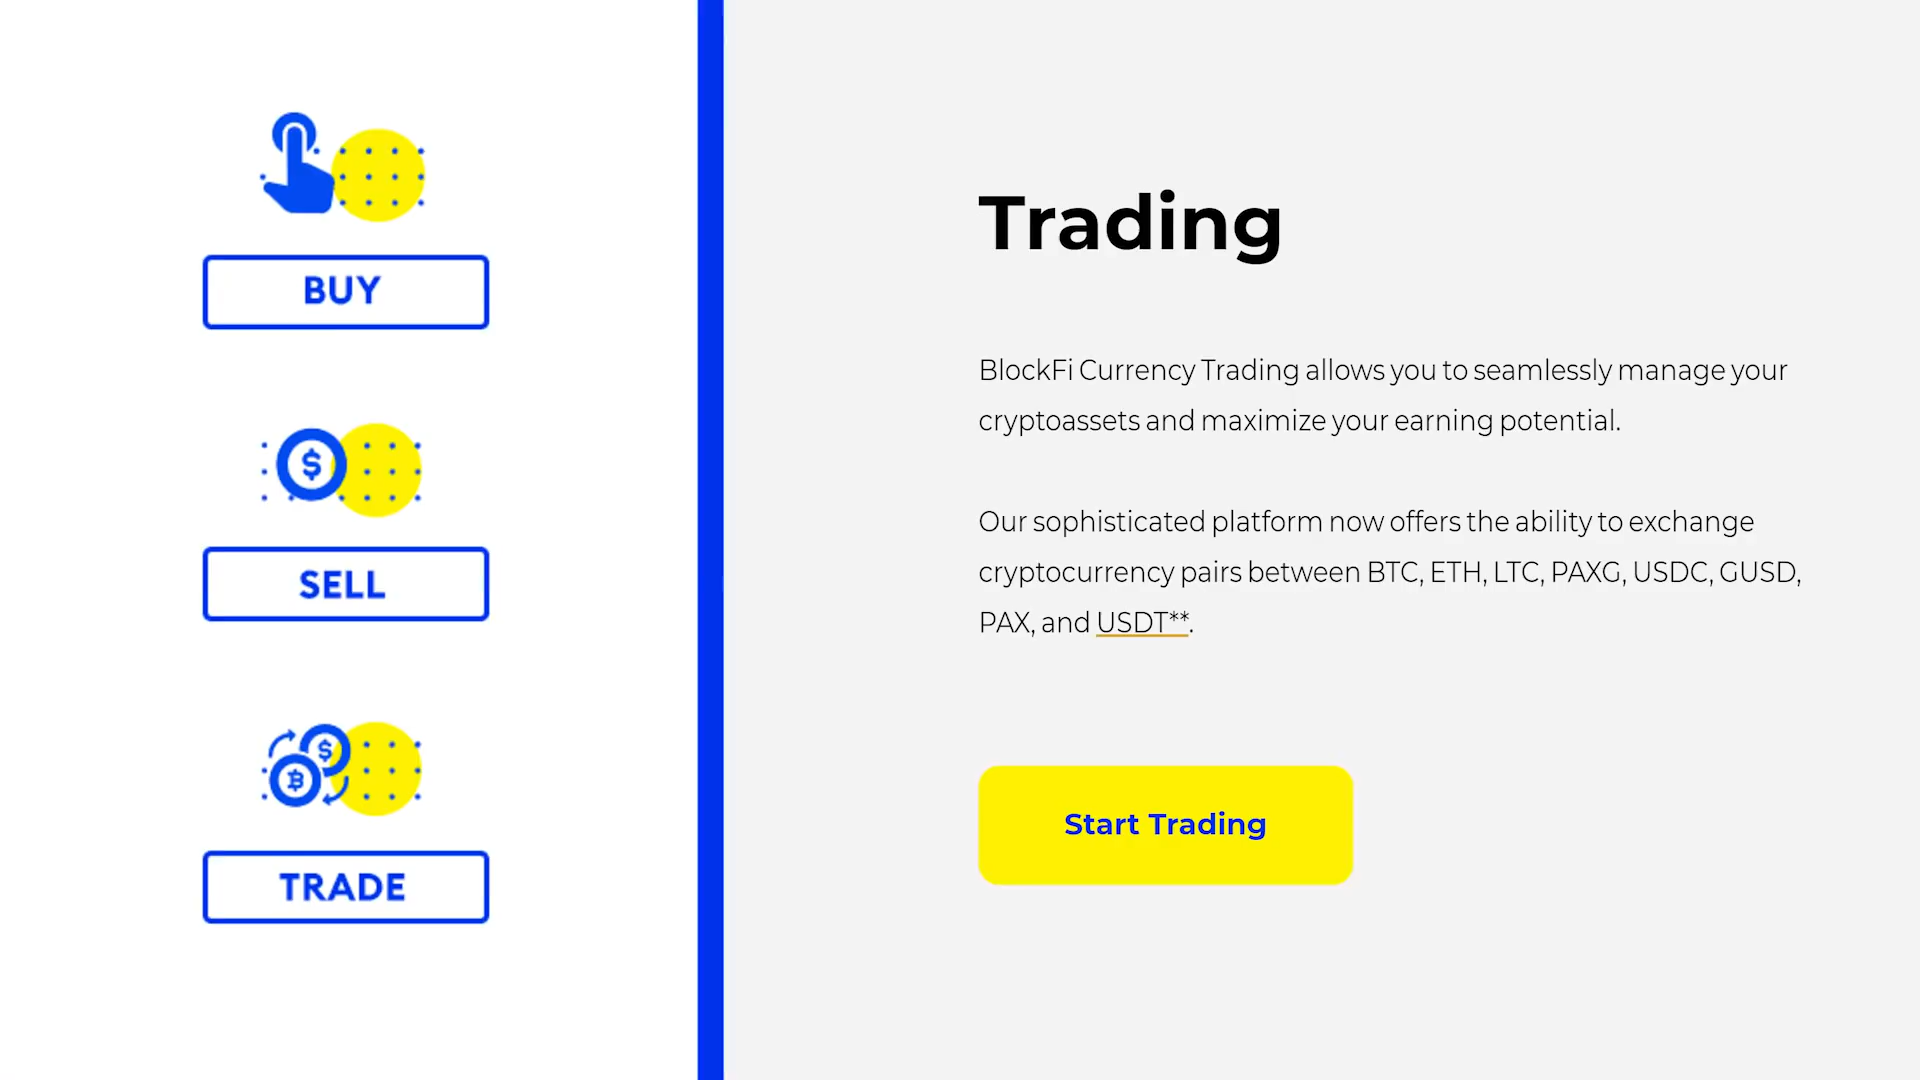 BUY
SELL
TRADE
Trading
BlockFi Currency Trading allows you to seamlessly manage your
cryptoassets and maximize your earning potential.
Our sophisticated platform now offers the ability to exchange
cryptocurrency pairs between BTC, ETH, LTC, PAXG, USDC, GUSD,
PAX, and USDT**.
Start Trading